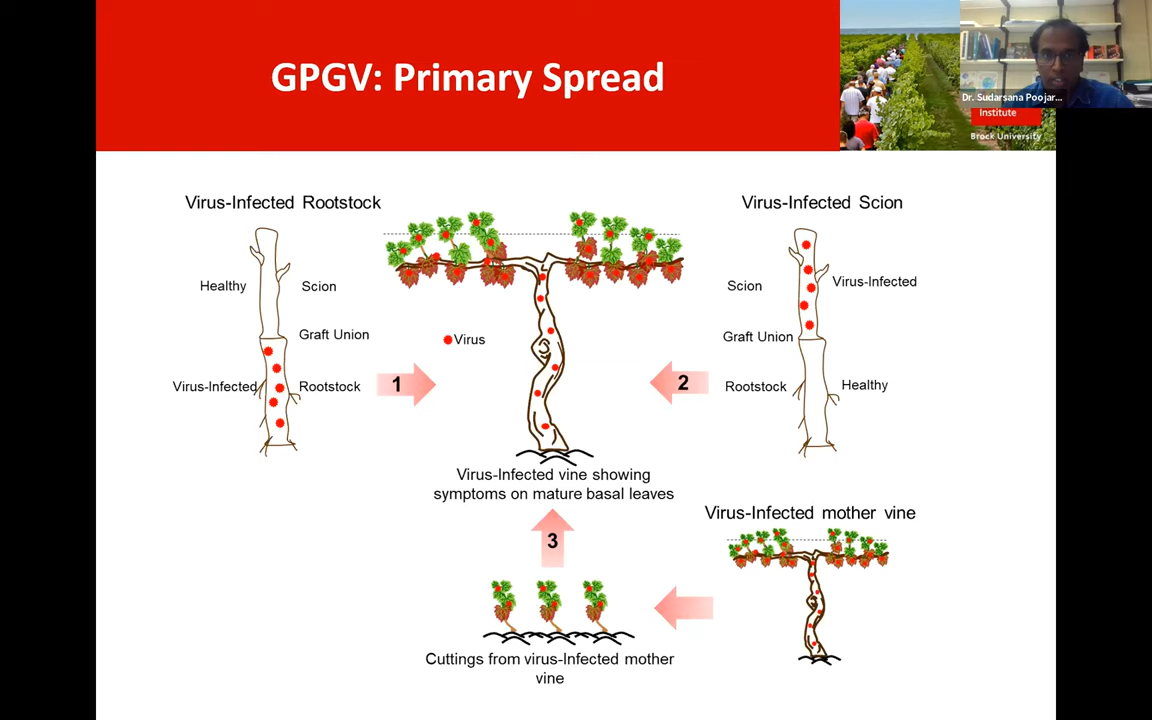 GPGV: Primary Spread
Dr. Sudarsana Poojar...
Institute
Brock University
Virus-Infected Rootstock
Virus-Infected Scion
Healthy
Scion
Graft Union
Virus-Infected
Rootstock
1
Virus
2
Scion
Virus-Infected
Graft Union
Rootstock
Healthy
Virus-Infected vine showing
symptoms on mature basal leaves
3
Virus-Infected mother vine
Cuttings from virus-Infected mother
vine